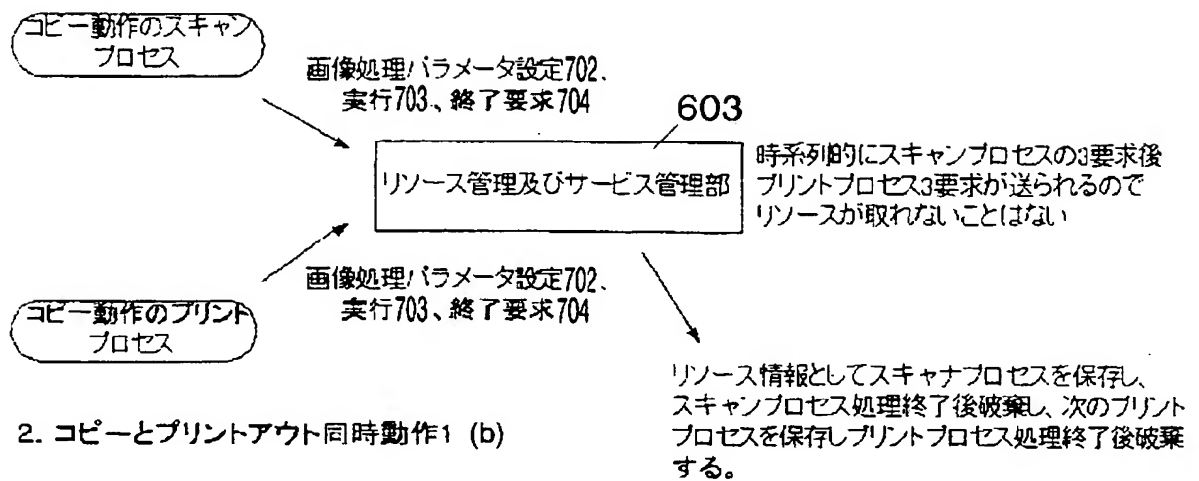 コピー動作のスキャン
プロセス
画像処理パラメータ設定702、
実行703、終了要求704
603
リソース管理及びサービス管理部
時系列的にスキャンプロセスの3要求後
プリントプロセス3要求が送られるので
リソースが取れないことはない
画像処理パラメータ設定702、
実行703、終了要求704
コピー動作のプリント
プロセス
リソース情報としてスキャナプロセスを保存し、
スキャンプロセス処理終了後破棄し、次のプリント
プロセスを保存しプリントプロセス処理終了後破棄
する。
2. コピーとプリントアウト同時動作1 (b)